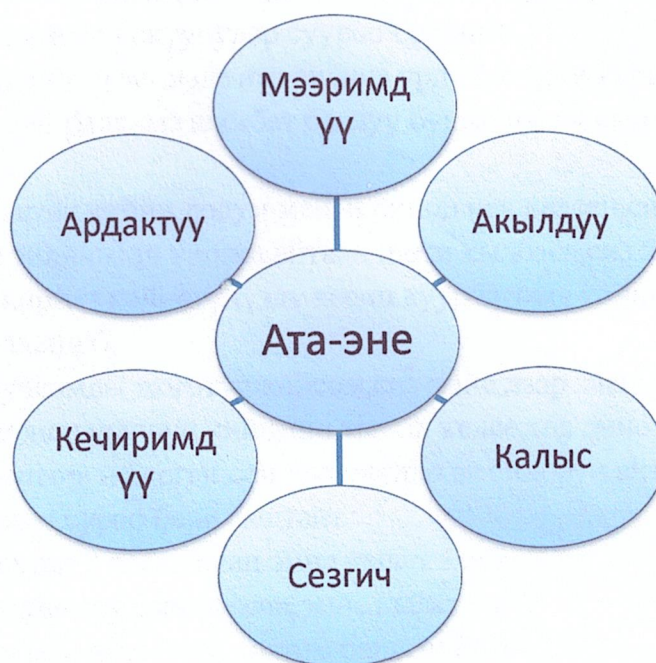 Мээримд
үү
Ардактуу
Акылдуу
Ата-эне
Кечиримд
үү
Калыс
Сезгич